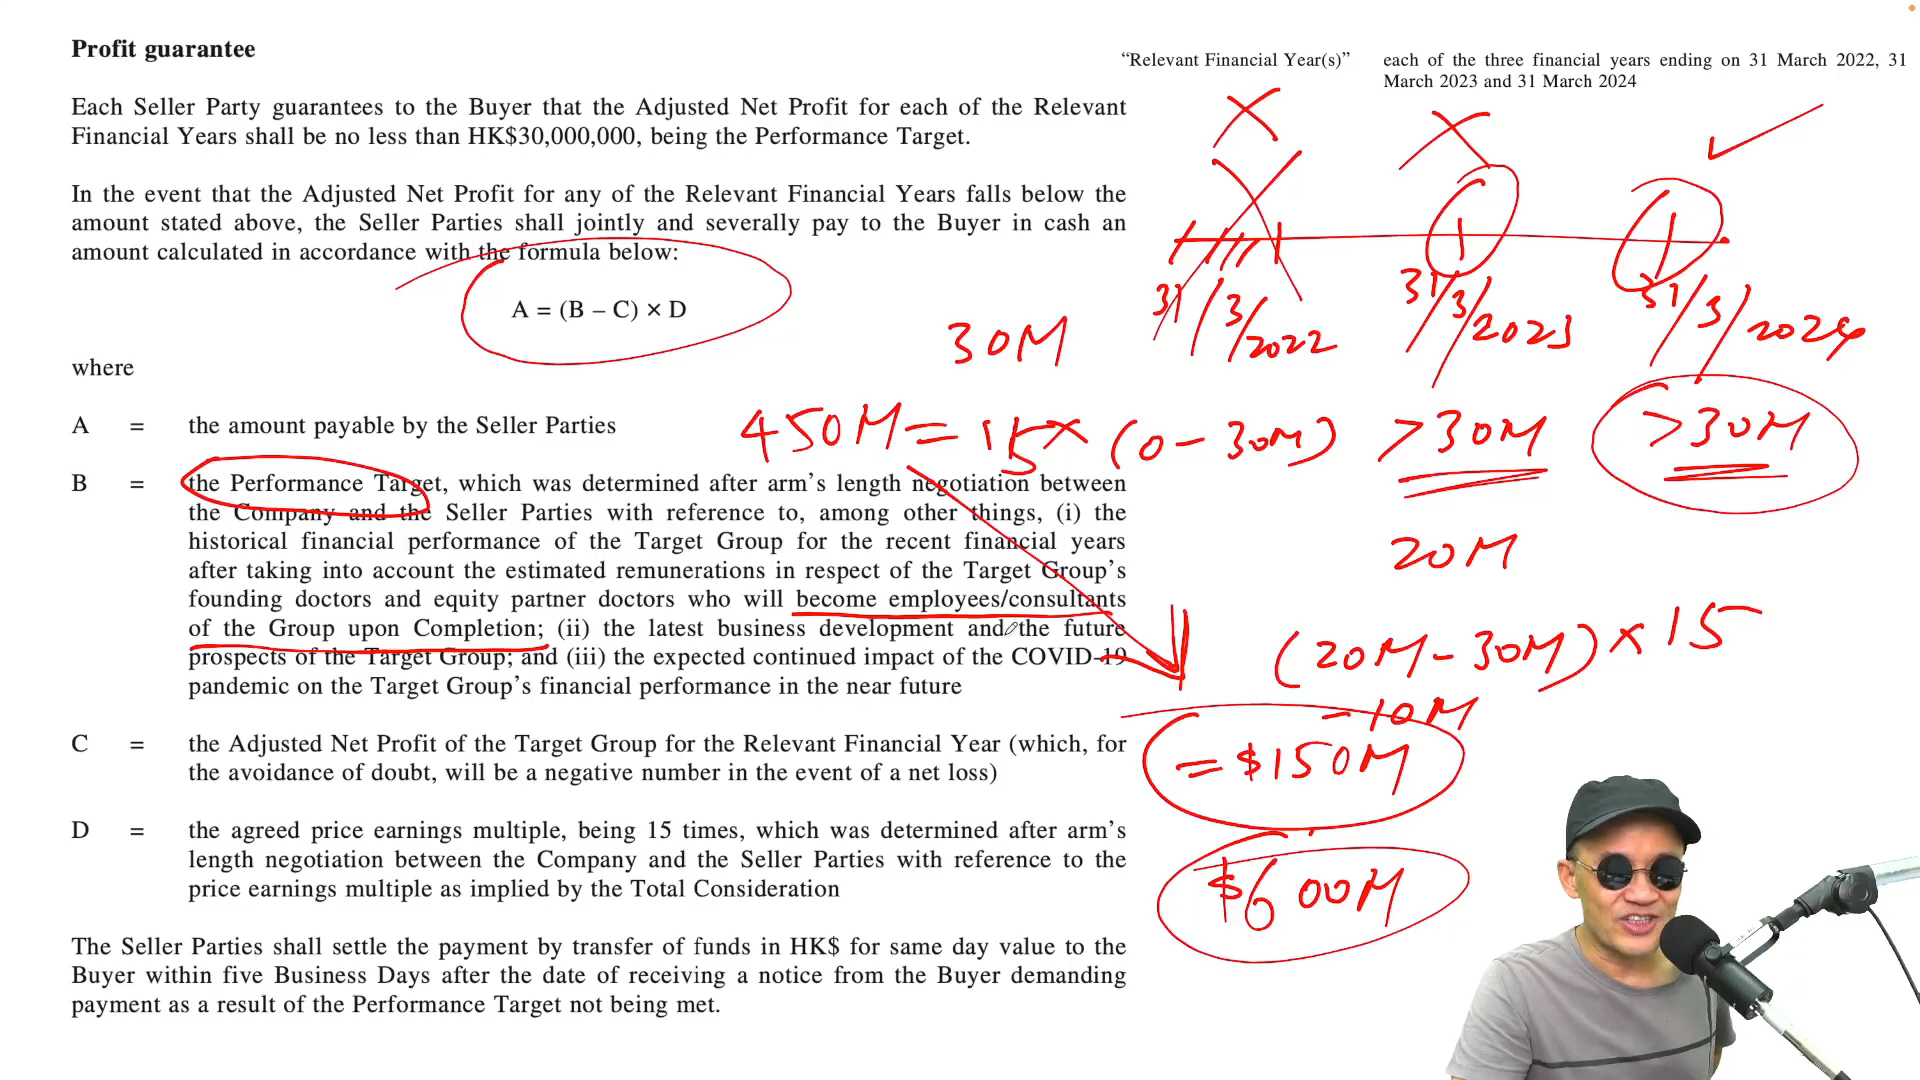 Profit guarantee
“Relevant Financial Year(s)” each of the three financial years ending on 31 March 2022, 31
March 2023 and 31 March 2024
Each Seller Party guarantees to the Buyer that the Adjusted Net Profit for each of the Relevant
Financial Years shall be no less than HK$30,000,000, being the Performance Target.
In the event that the Adjusted Net Profit for any of the Relevant Financial Years falls below the
amount stated above, the Seller Parties shall jointly and severally pay to the Buyer in cash an
amount calculated in accordance with the formula below:
A = (B – C) × D
where
A = the amount payable by the Seller Parties
B = the Performance Target, which was determined after arm’s length negotiation between
the Company and the Seller Parties with reference to, among other things, (i) the
historical financial performance of the Target Group for the recent financial years
after taking into account the estimated remunerations in respect of the Target Group’s
founding doctors and equity partner doctors who will become employees/consultants
of the Group upon Completion; (ii) the latest business development and the future
prospects of the Target Group; and (iii) the expected continued impact of the COVID-19
pandemic on the Target Group’s financial performance in the near future
C = the Adjusted Net Profit of the Target Group for the Relevant Financial Year (which, for
the avoidance of doubt, will be a negative number in the event of a net loss)
D = the agreed price earnings multiple, being 15 times, which was determined after arm’s
length negotiation between the Company and the Seller Parties with reference to the
price earnings multiple as implied by the Total Consideration
The Seller Parties shall settle the payment by transfer of funds in HK$ for same day value to the
Buyer within five Business Days after the date of receiving a notice from the Buyer demanding
payment as a result of the Performance Target not being met.
31/3/2022 31/3/2023 31/3/2024
30M
450M = 15 × (0 - 30M) >30M >30M
20M
(20M - 30M) × 15
-10M
= $150M
$600M